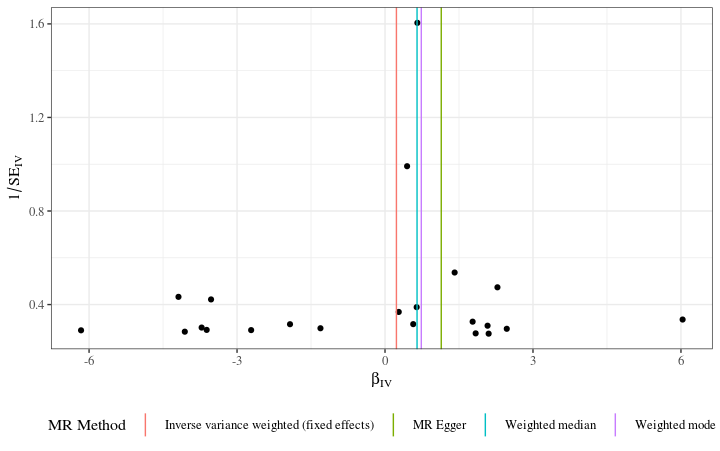 1.6
1.2
0.8
0.4
1/SE_IV
-6 -3 0 3 6
β_IV
MR Method Inverse variance weighted (fixed effects) MR Egger Weighted median Weighted mode